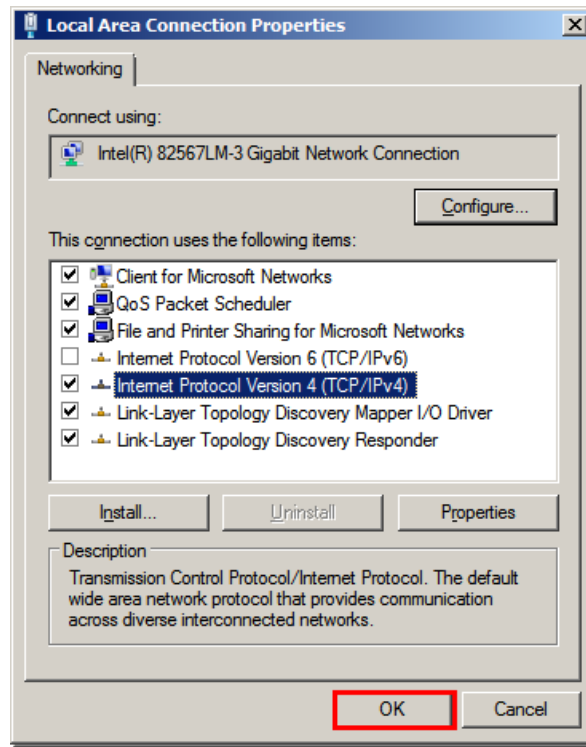 Local Area Connection Properties
Networking
Connect using:
Intel(R) 82567LM-3 Gigabit Network Connection
Configure...
This connection uses the following items:
Client for Microsoft Networks
QoS Packet Scheduler
File and Printer Sharing for Microsoft Networks
Internet Protocol Version 6 (TCP/IPv6)
Internet Protocol Version 4 (TCP/IPv4)
Link-Layer Topology Discovery Mapper I/O Driver
Link-Layer Topology Discovery Responder
Install...
Uninstall
Properties
Description
Transmission Control Protocol/Internet Protocol. The default
wide area network protocol that provides communication
across diverse interconnected networks.
OK
Cancel